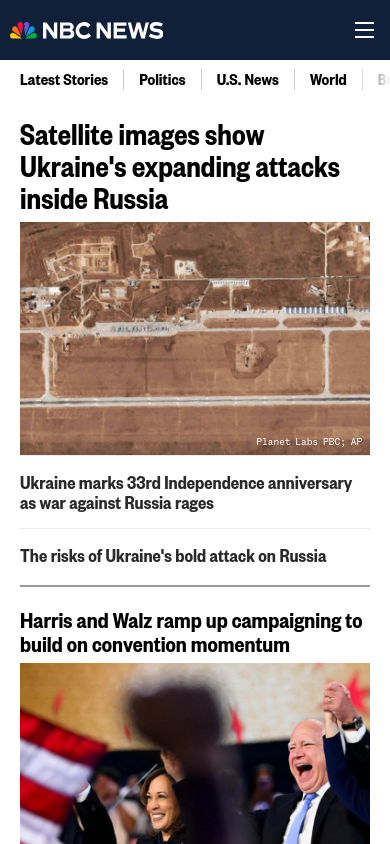 NBC NEWS
Latest Stories
Politics
U.S. News
World
Satellite images show
Ukraine's expanding attacks
inside Russia
Planet Labs PBC; AP
Ukraine marks 33rd Independence anniversary
as war against Russia rages
The risks of Ukraine's bold attack on Russia
Harris and Walz ramp up campaigning to
build on convention momentum